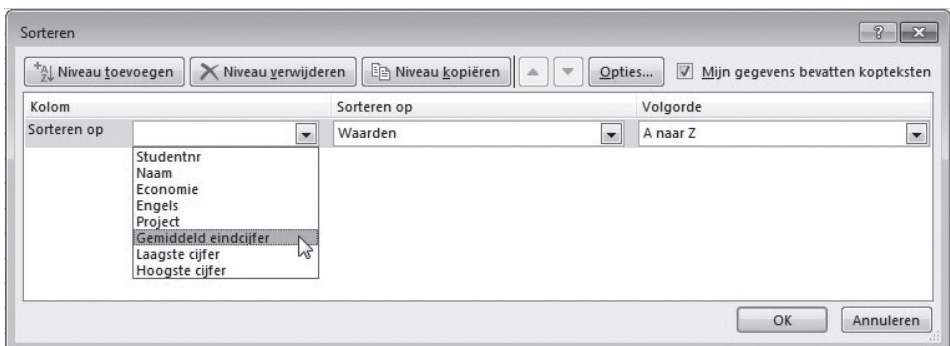 Sorteren
Niveau toevoegen Niveau verwijderen Niveau kopiëren Opties... Mijn gegevens bevatten kopteksten
Kolom Sorteren op Volgorde
Sorteren op Waarden A naar Z
Studentnr
Naam
Economie
Engels
Project
Gemiddeld eindcijfer
Laagste cijfer
Hoogste cijfer
OK Annuleren